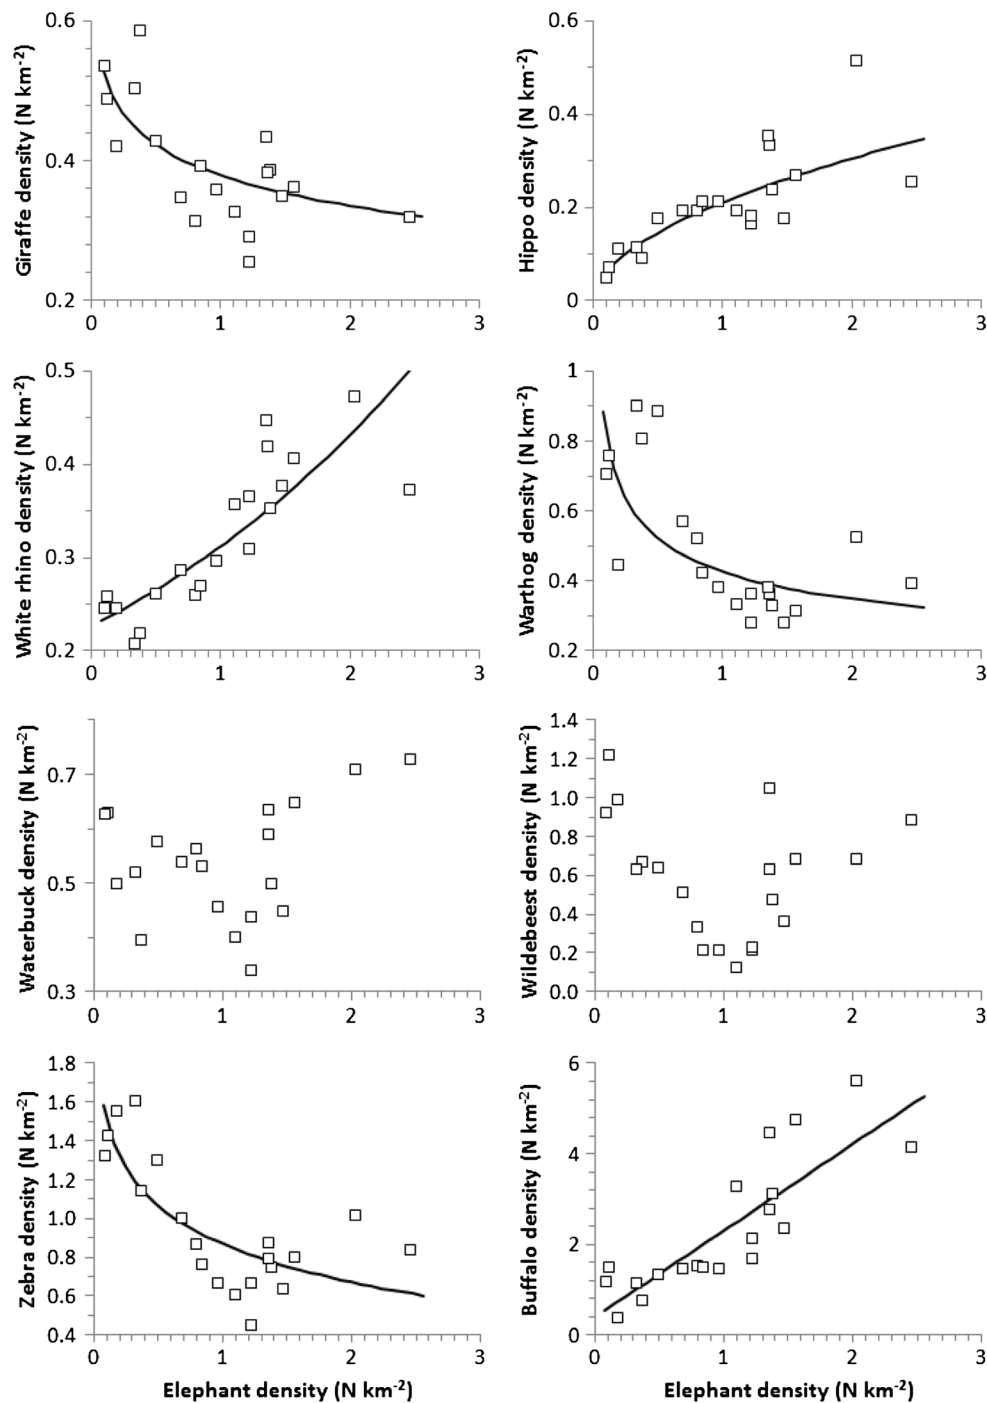 Giraffe density (N km-2)
0.6
0.4
0.2
0 1 2 3
Hippo density (N km-2)
0.6
0.4
0.2
0
0 1 2 3
White rhino density (N km-2)
0.5
0.4
0.3
0.2
0 1 2 3
Warthog density (N km-2)
1
0.8
0.6
0.4
0.2
0 1 2 3
Waterbuck density (N km-2)
0.7
0.5
0.3
0 1 2 3
Wildebeest density (N km-2)
1.4
1.2
1.0
0.8
0.6
0.4
0.2
0.0
0 1 2 3
Zebra density (N km-2)
1.8
1.6
1.4
1.2
1.0
0.8
0.6
0.4
0 1 2 3
Elephant density (N km-2)
Buffalo density (N km-2)
6
4
2
0
0 1 2 3
Elephant density (N km-2)